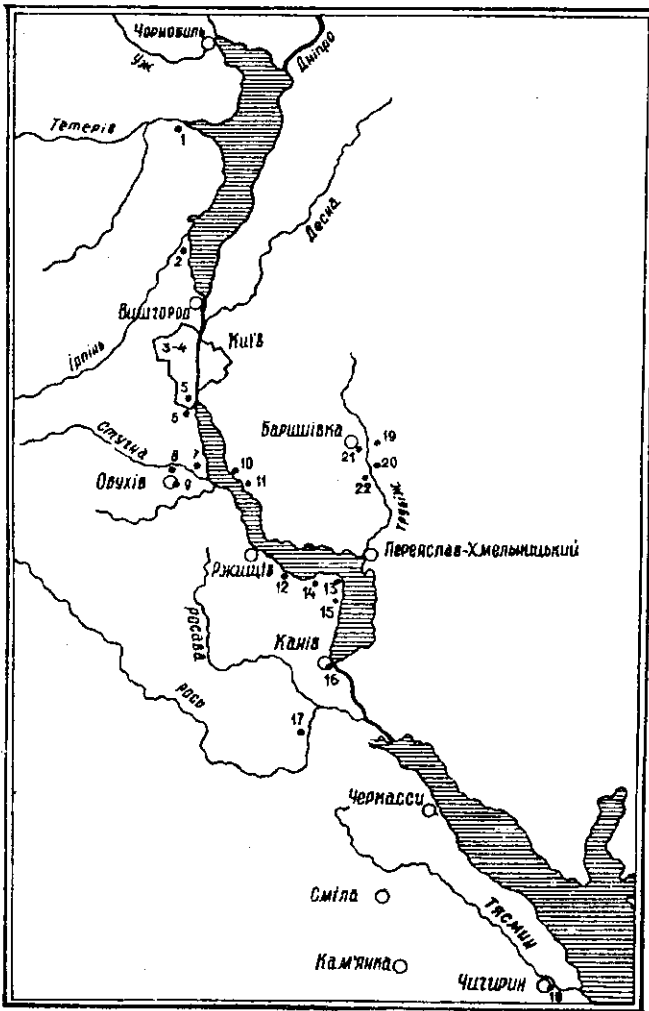 Чорнобиль
Уж
Дніпро
Тетерів
1
Десна
2
Вишгород
Ірпінь
3-4
Київ
5
6
Стугна
Баришівка
19
21
20
8
7
10
Обухів
9
11
22
Трубіж
Ржищів
Переяслав-Хмельницький
12
14
13
15
Росава
Канів
16
Рось
17
Черкасси
Сміла
Тясмин
Кам'янка
Чигирин
18